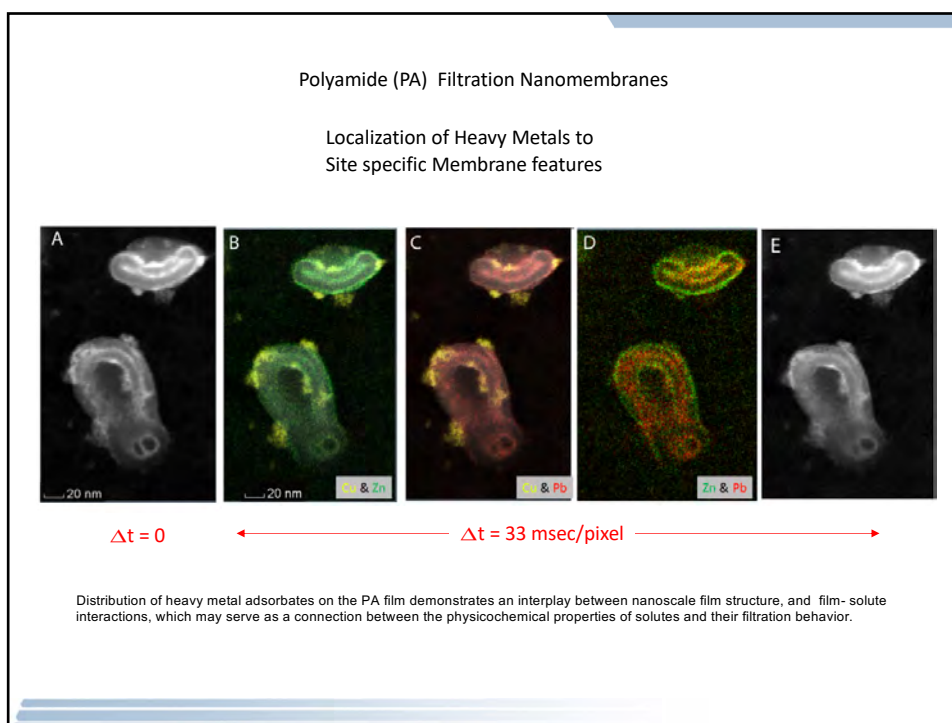 Polyamide (PA) Filtration Nanomembranes
Localization of Heavy Metals to
Site specific Membrane features
A
B
C
D
E
20 nm
Cu & Zn
Cu & Pb
Zn & Pb
20 nm
Δt = 0
Δt = 33 msec/pixel
Distribution of heavy metal adsorbates on the PA film demonstrates an interplay between nanoscale film structure, and film- solute
interactions, which may serve as a connection between the physicochemical properties of solutes and their filtration behavior.